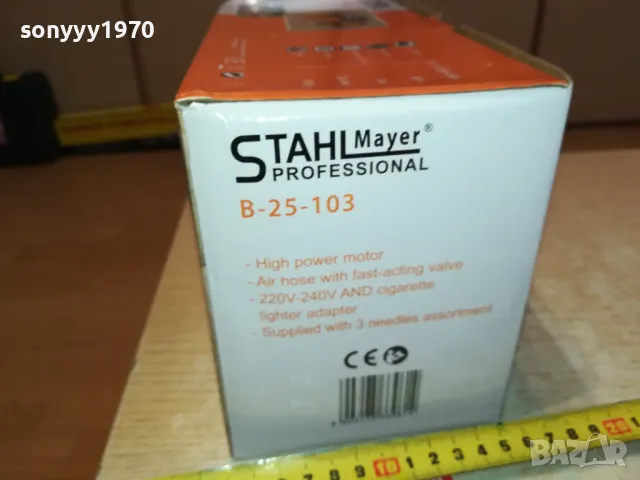 sonyyy1970
STAHL Mayer®
PROFESSIONAL
B-25-103
- High power motor
- Air hose with fast-acting valve
- 220V-240V AND cigarette
lighter adapter
- Supplied with 3 needles assortment
CE
BAZAR